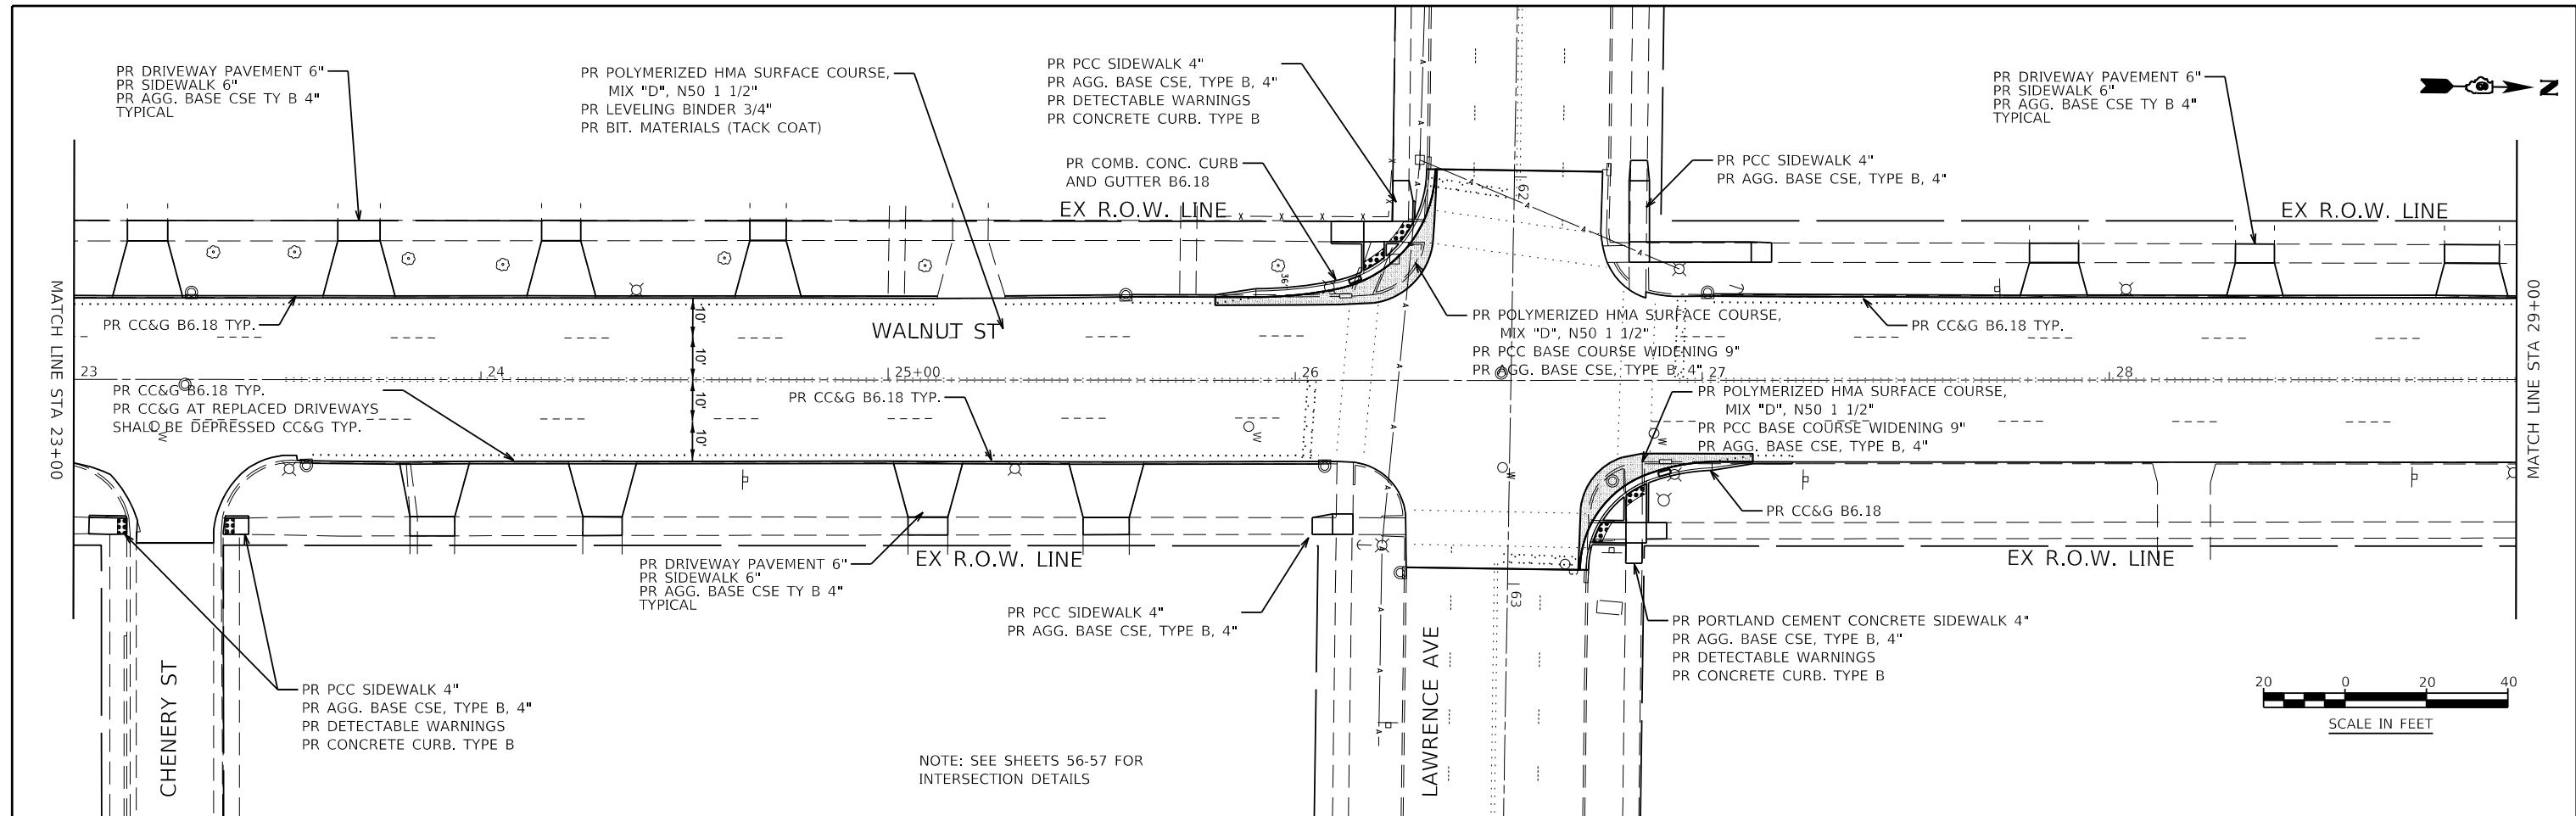 PR DRIVEWAY PAVEMENT 6"
PR SIDEWALK 6"
PR AGG. BASE CSE TY B 4"
TYPICAL
PR POLYMERIZED HMA SURFACE COURSE,
MIX "D", N50 1 1/2"
PR LEVELING BINDER 3/4"
PR BIT. MATERIALS (TACK COAT)
PR PCC SIDEWALK 4"
PR AGG. BASE CSE, TYPE B, 4"
PR DETECTABLE WARNINGS
PR CONCRETE CURB. TYPE B
PR COMB. CONC. CURB
AND GUTTER B6.18
EX R.O.W. LINE
PR PCC SIDEWALK 4"
PR AGG. BASE CSE, TYPE B, 4"
PR DRIVEWAY PAVEMENT 6"
PR SIDEWALK 6"
PR AGG. BASE CSE TY B 4"
TYPICAL
N
EX R.O.W. LINE
MATCH LINE STA 23+00
PR CC&G B6.18 TYP.
WALNUT ST
10'
10'
10'
10'
PR POLYMERIZED HMA SURFACE COURSE,
MIX "D", N50 1 1/2"
PR PCC BASE COURSE WIDENING 9"
PR AGG. BASE CSE, TYPE B, 4"
PR CC&G B6.18 TYP.
MATCH LINE STA 29+00
23
24
25+00
26
27
28
62
63
PR CC&G B6.18 TYP.
PR CC&G AT REPLACED DRIVEWAYS
SHALL BE DEPRESSED CC&G TYP.
PR CC&G B6.18 TYP.
PR POLYMERIZED HMA SURFACE COURSE,
MIX "D", N50 1 1/2"
PR PCC BASE COURSE WIDENING 9"
PR AGG. BASE CSE, TYPE B, 4"
W
W
W
W
PR CC&G B6.18
EX R.O.W. LINE
EX R.O.W. LINE
PR DRIVEWAY PAVEMENT 6"
PR SIDEWALK 6"
PR AGG. BASE CSE TY B 4"
TYPICAL
PR PCC SIDEWALK 4"
PR AGG. BASE CSE, TYPE B, 4"
PR PORTLAND CEMENT CONCRETE SIDEWALK 4"
PR AGG. BASE CSE, TYPE B, 4"
PR DETECTABLE WARNINGS
PR CONCRETE CURB. TYPE B
CHENERY ST
PR PCC SIDEWALK 4"
PR AGG. BASE CSE, TYPE B, 4"
PR DETECTABLE WARNINGS
PR CONCRETE CURB. TYPE B
LAWRENCE AVE
NOTE: SEE SHEETS 56-57 FOR
INTERSECTION DETAILS
20 0 20 40
SCALE IN FEET